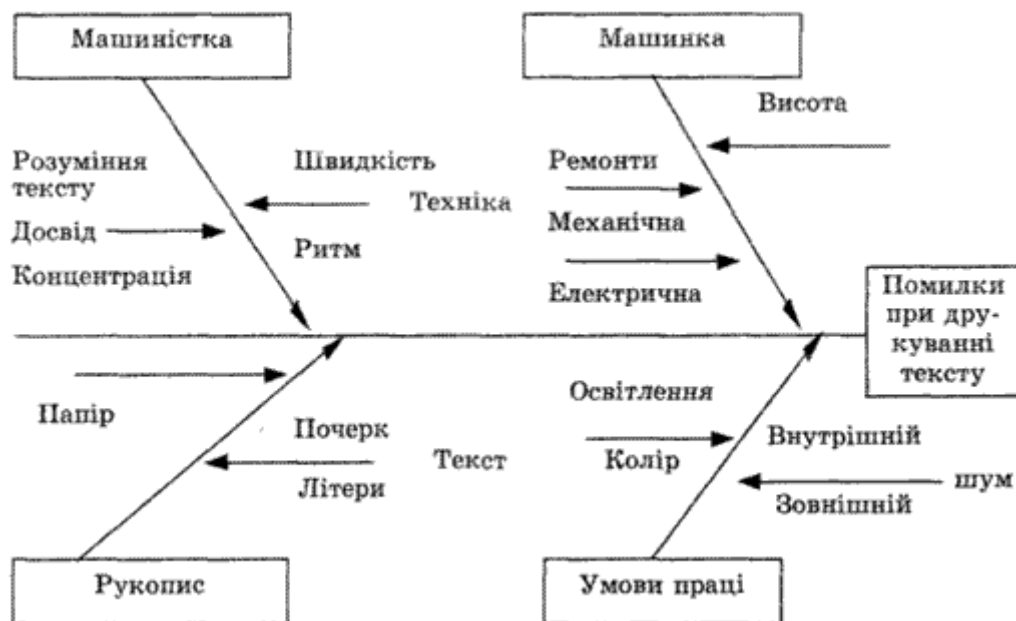 Машиністка
Машинка
Висота
Розуміння
тексту
Швидкість
Техніка
Ремонти
Досвід
Ритм
Механічна
Концентрація
Електрична
Помилки
при дру-
куванні
тексту
Папір
Освітлення
Почерк
Текст
Колір
Внутрішній
Літери
шум
Зовнішній
Рукопис
Умови праці